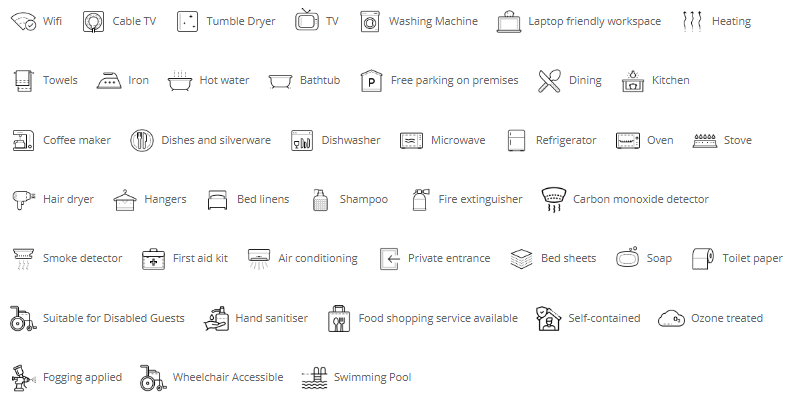 Wifi Cable TV Tumble Dryer TV Washing Machine Laptop friendly workspace Heating
Towels Iron Hot water Bathtub P Free parking on premises Dining Kitchen
Coffee maker Dishes and silverware Dishwasher Microwave Refrigerator Oven Stove
Hair dryer Hangers Bed linens Shampoo Fire extinguisher Carbon monoxide detector
Smoke detector First aid kit Air conditioning Private entrance Bed sheets Soap Toilet paper
Suitable for Disabled Guests Hand sanitiser Food shopping service available Self-contained O3 Ozone treated
Fogging applied Wheelchair Accessible Swimming Pool